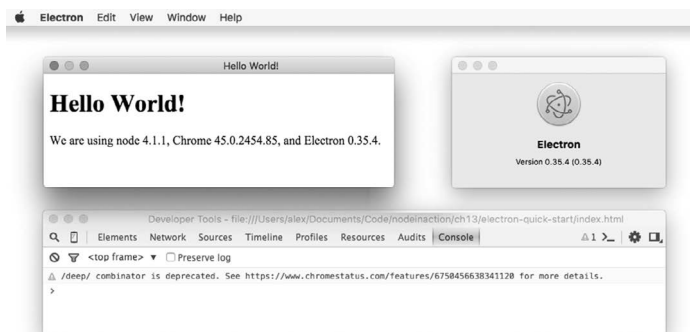 Electron Edit View Window Help
Hello World!
Hello World!
We are using node 4.1.1, Chrome 45.0.2454.85, and Electron 0.35.4.
Electron
Version 0.35.4 (0.35.4)
Developer Tools - file:///Users/alex/Documents/Code/nodeinaction/ch13/electron-quick-start/index.html
Elements Network Sources Timeline Profiles Resources Audits Console 1
<top frame> Preserve log
/deep/ combinator is deprecated. See https://www.chromestatus.com/features/6750456638341120 for more details.